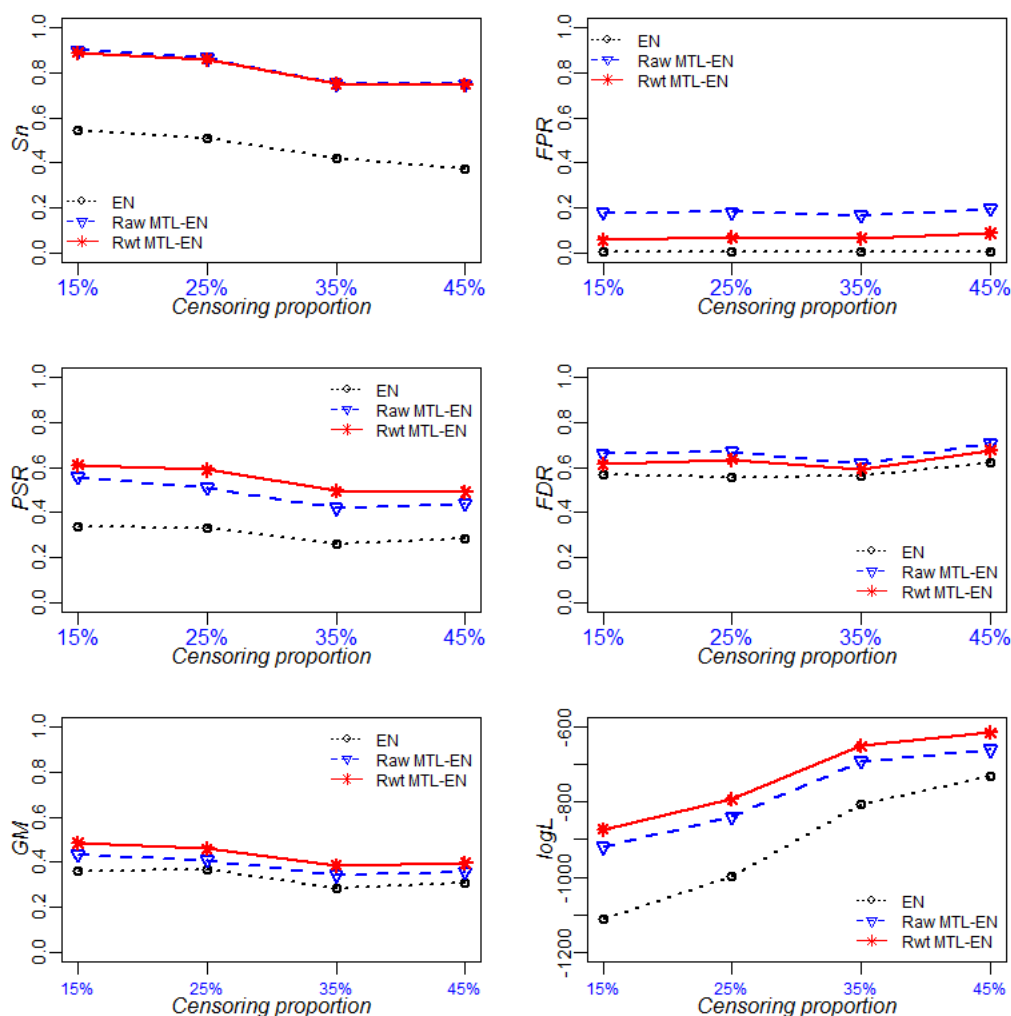 Sn
1.0
0.8
0.6
0.4
0.2
0.0
EN
Raw MTL-EN
Rwt MTL-EN
15% 25% 35% 45%
Censoring proportion
FPR
1.0
0.8
0.6
0.4
0.2
0.0
EN
Raw MTL-EN
Rwt MTL-EN
15% 25% 35% 45%
Censoring proportion
PSR
1.0
0.8
0.6
0.4
0.2
0.0
EN
Raw MTL-EN
Rwt MTL-EN
15% 25% 35% 45%
Censoring proportion
FDR
1.0
0.8
0.6
0.4
0.2
0.0
EN
Raw MTL-EN
Rwt MTL-EN
15% 25% 35% 45%
Censoring proportion
GM
1.0
0.8
0.6
0.4
0.2
0.0
EN
Raw MTL-EN
Rwt MTL-EN
15% 25% 35% 45%
Censoring proportion
logL
-600
-800
-1000
-1200
EN
Raw MTL-EN
Rwt MTL-EN
15% 25% 35% 45%
Censoring proportion